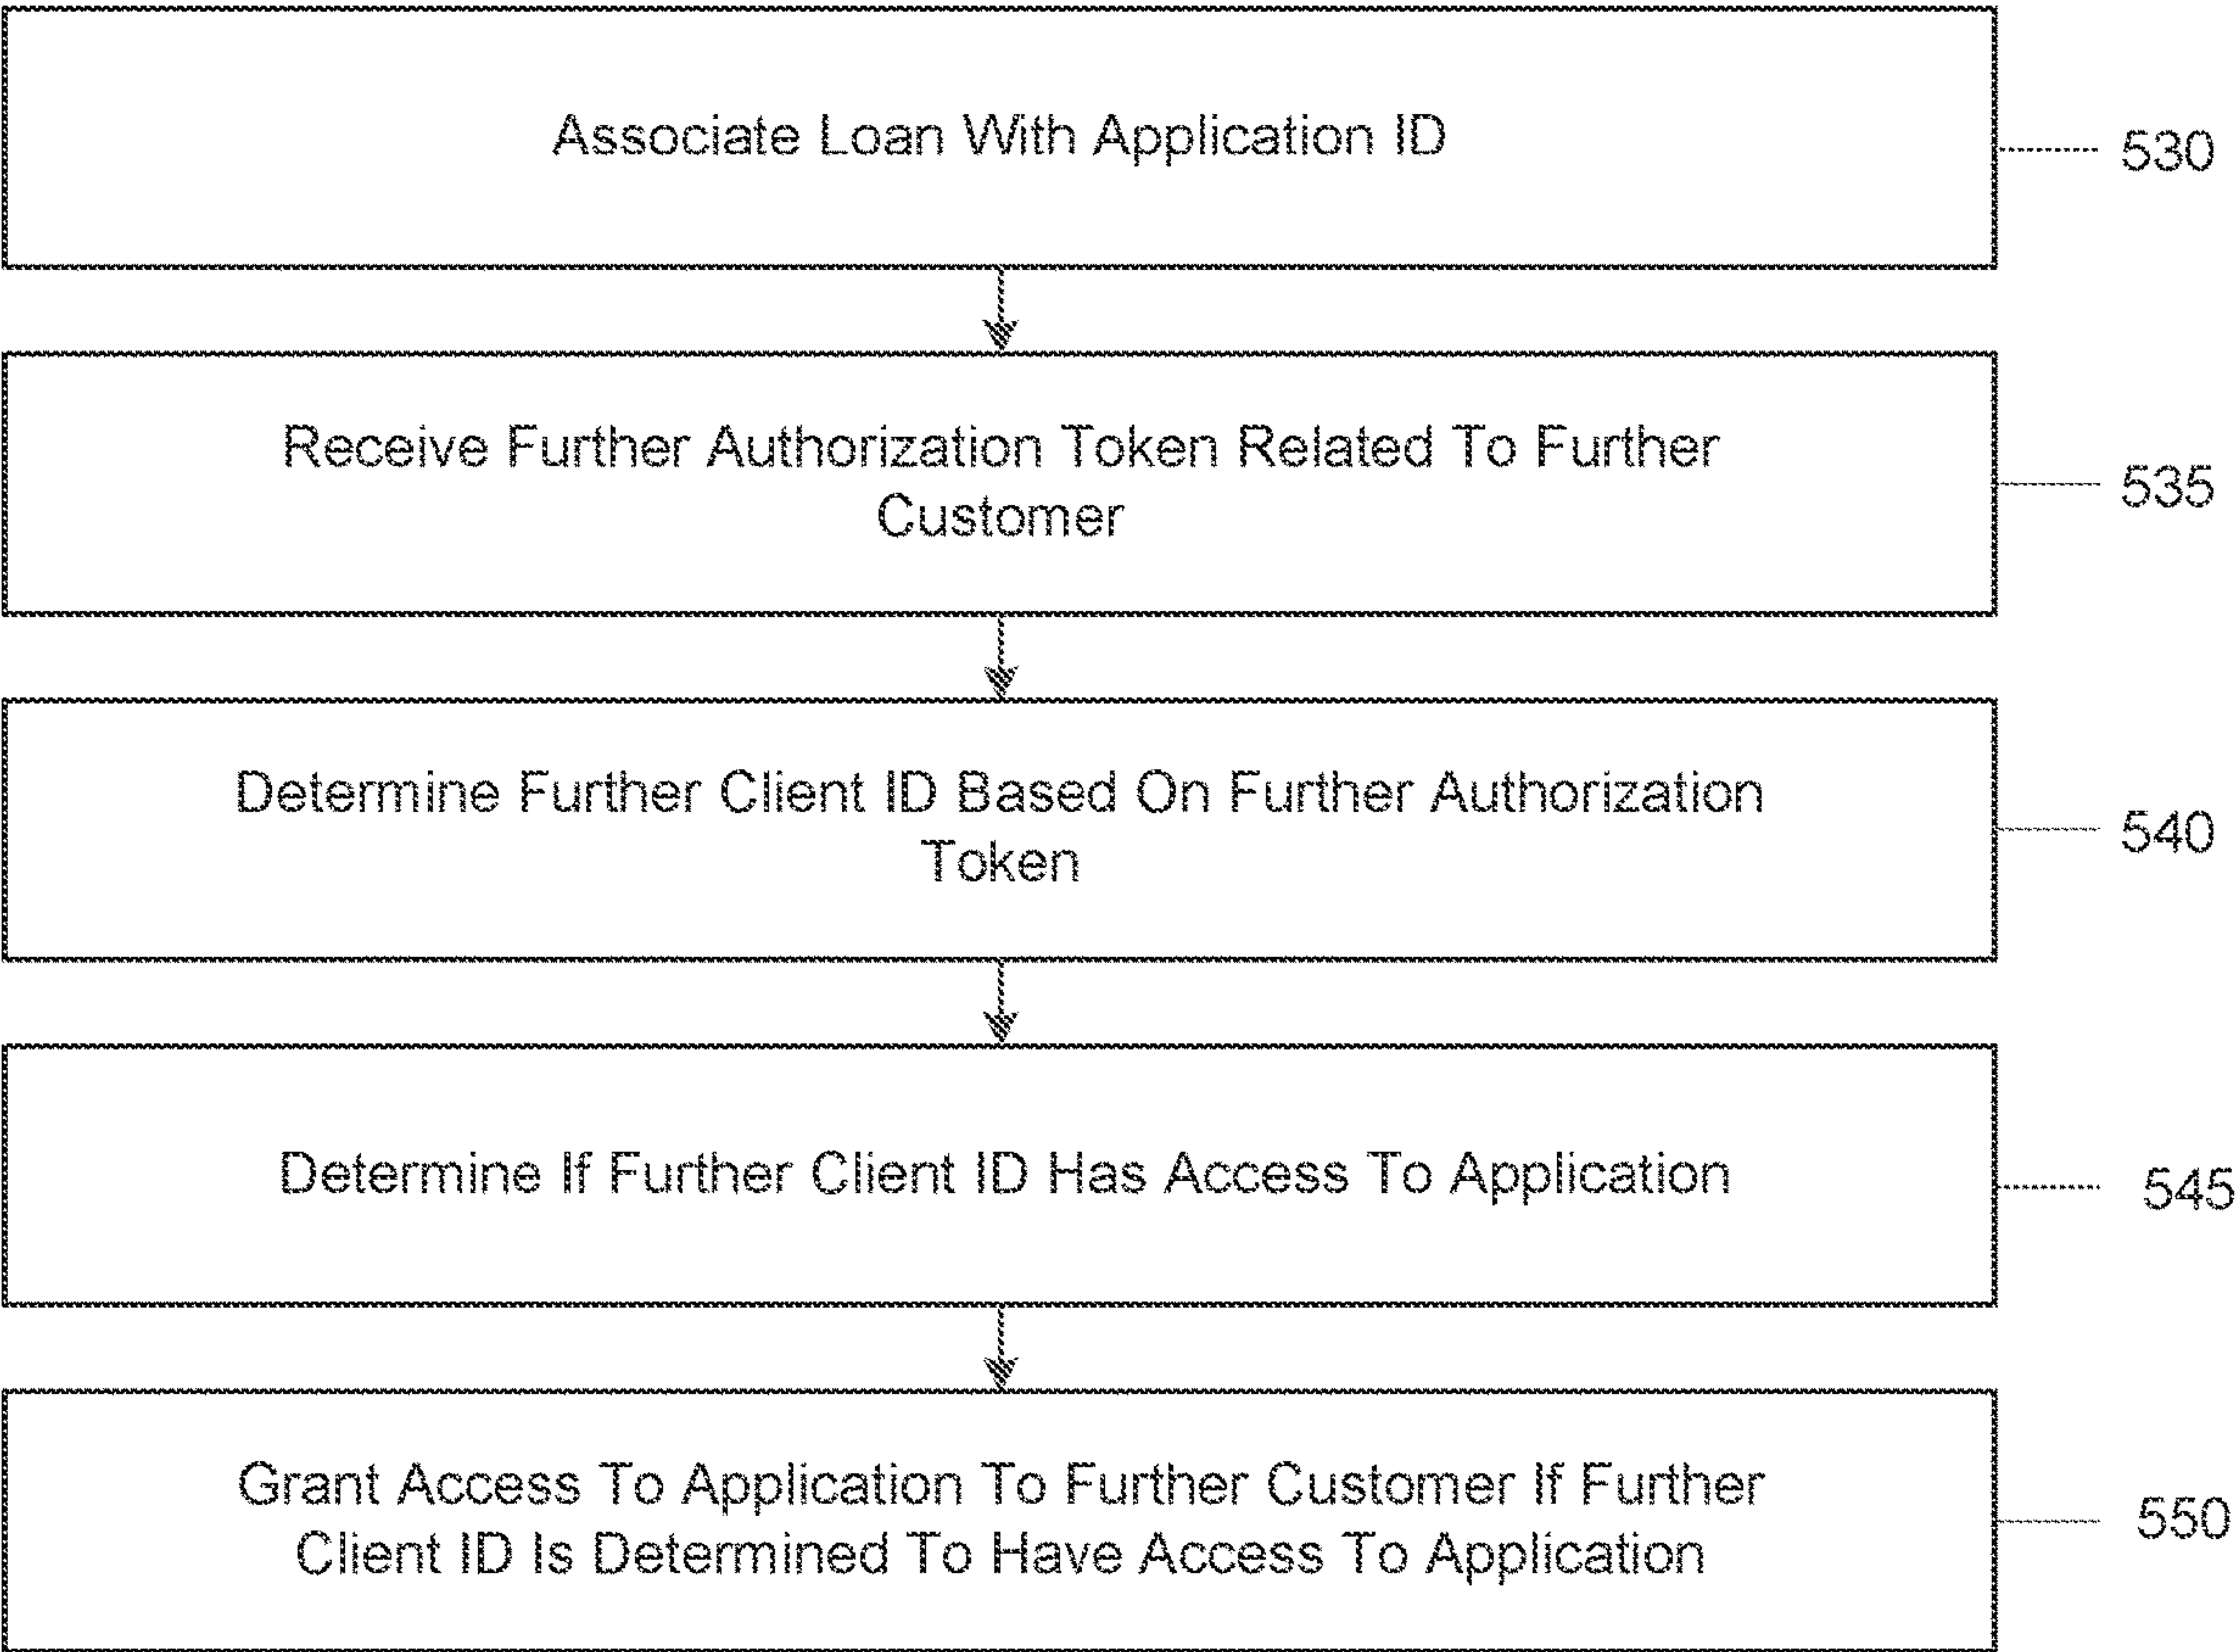 Associate Loan With Application ID
530
Receive Further Authorization Token Related To Further
Customer
535
Determine Further Client ID Based On Further Authorization
Token
540
Determine If Further Client ID Has Access To Application
545
Grant Access To Application To Further Customer If Further
Client ID Is Determined To Have Access To Application
550